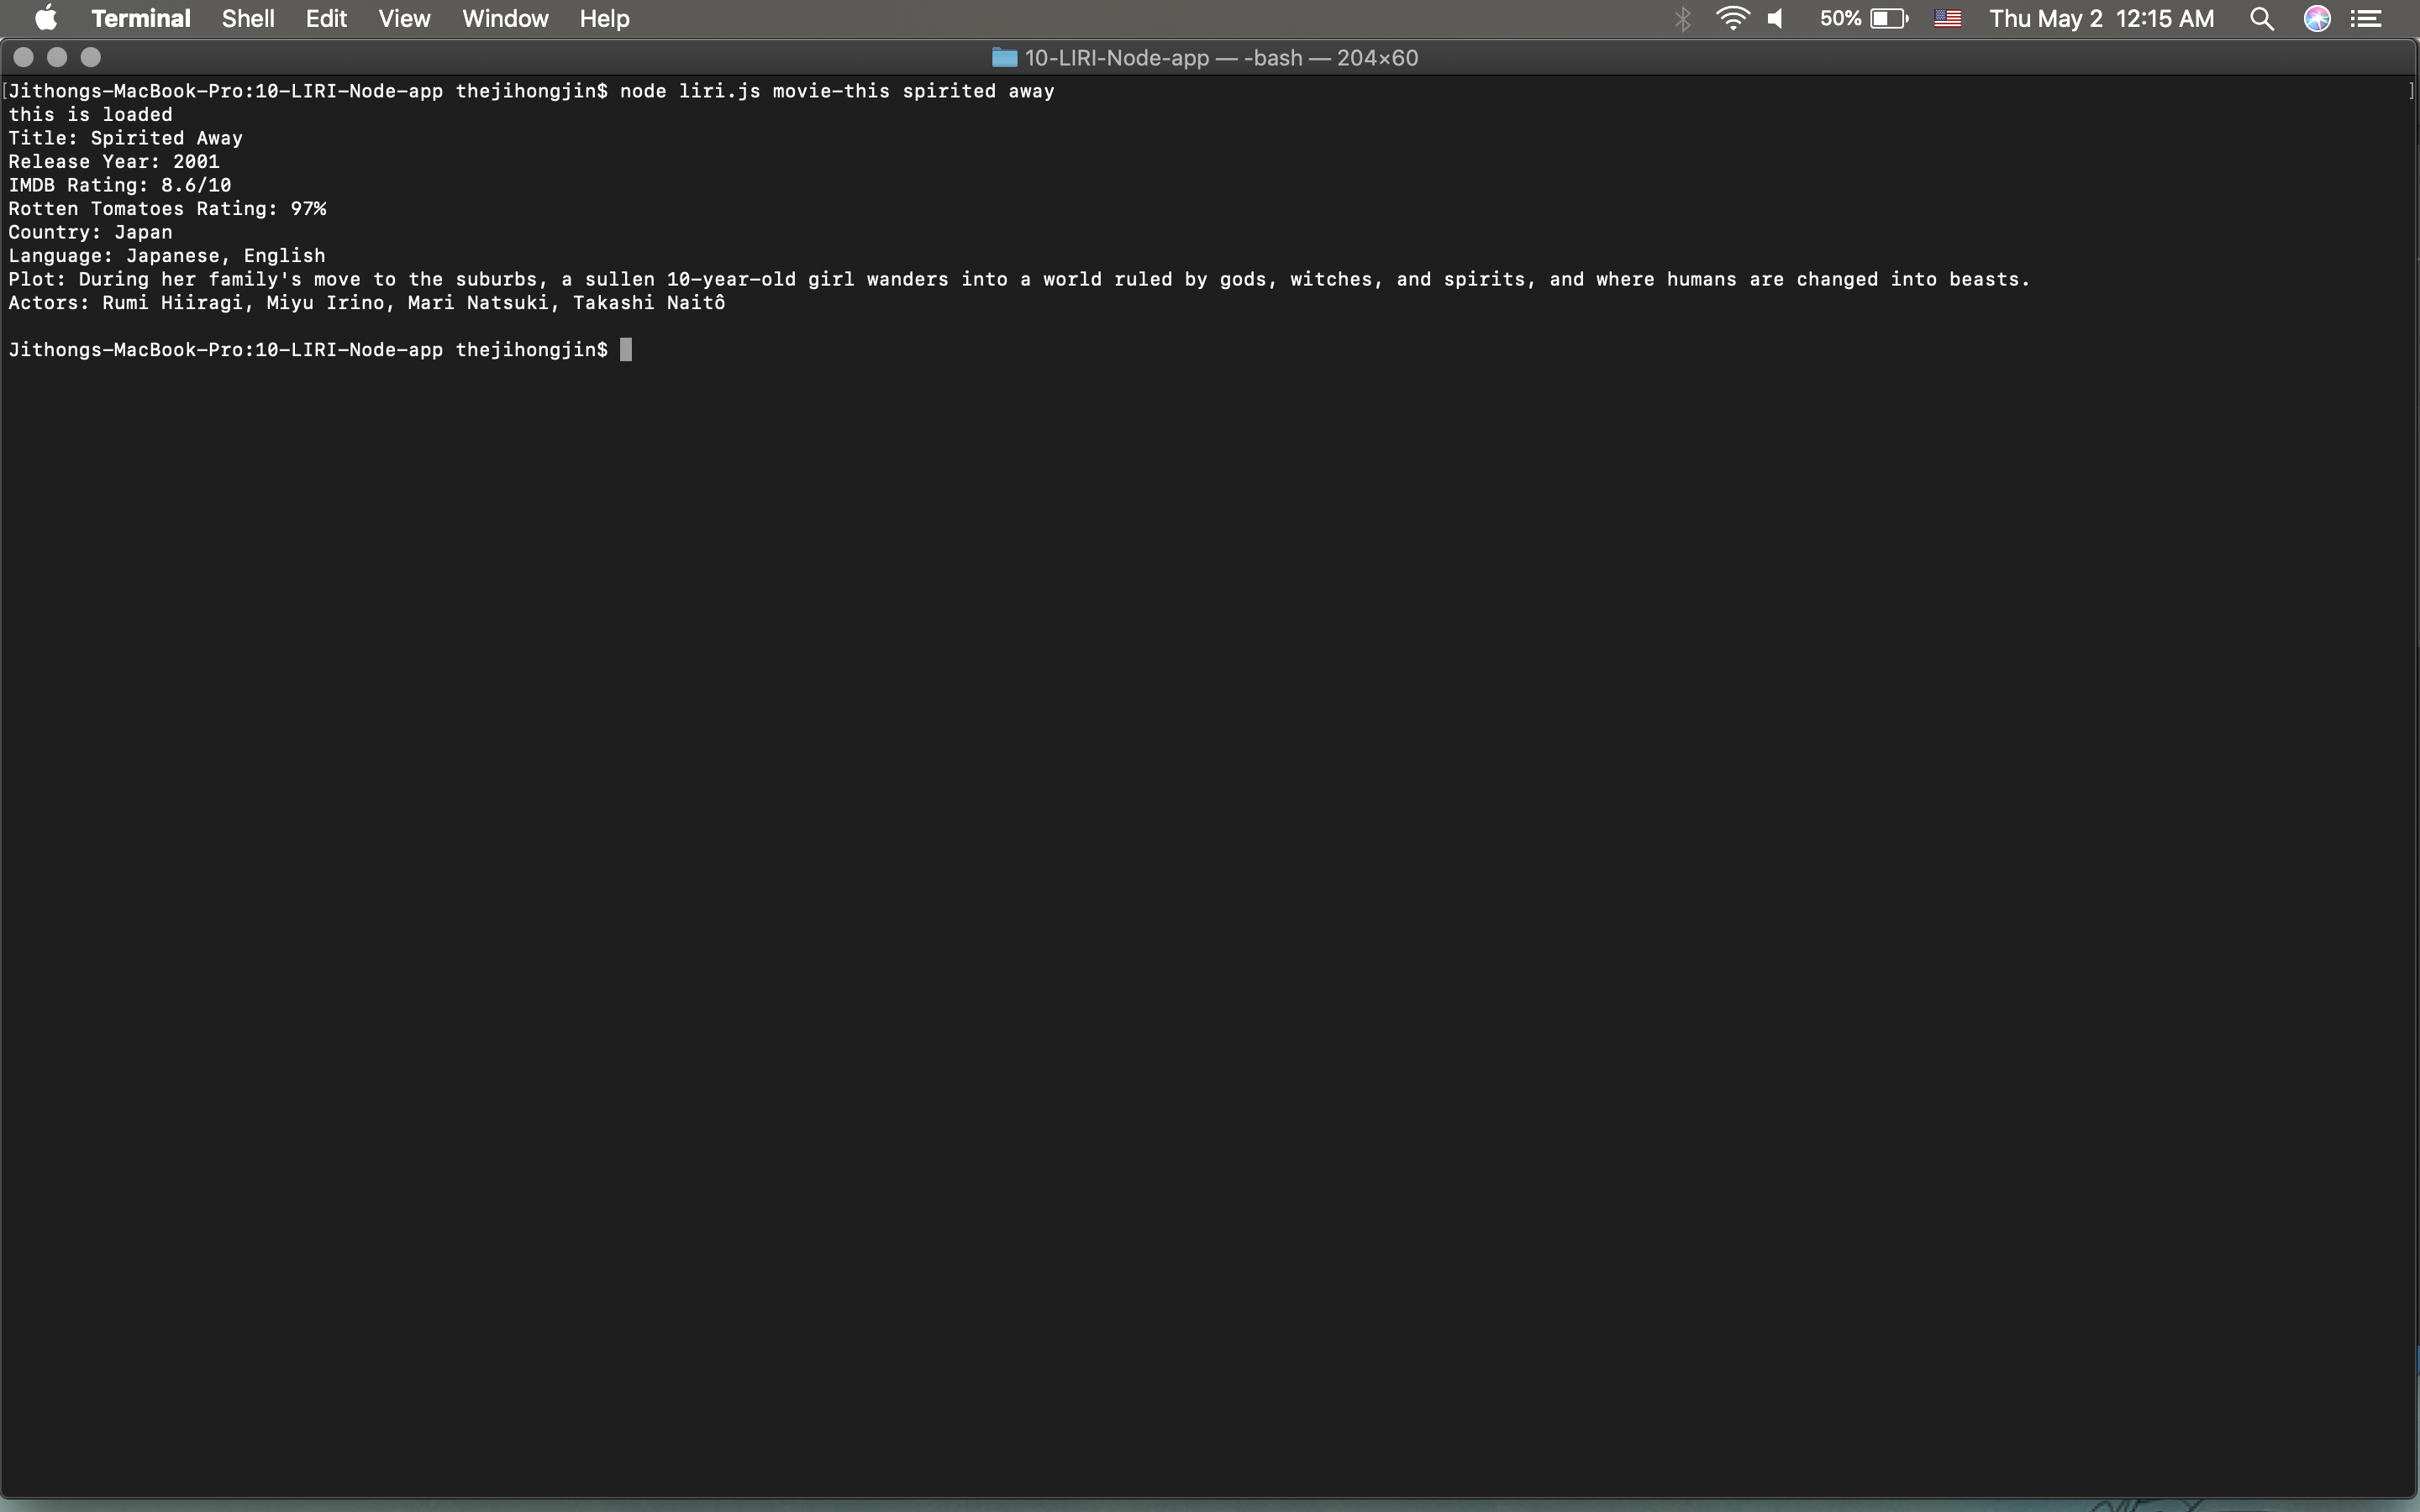 Terminal Shell Edit View Window Help 50% Thu May 2 12:15 AM
10-LIRI-Node-app — -bash — 204×60
[Jithongs-MacBook-Pro:10-LIRI-Node-app thejihongjin$ node liri.js movie-this spirited away ]
this is loaded
Title: Spirited Away
Release Year: 2001
IMDB Rating: 8.6/10
Rotten Tomatoes Rating: 97%
Country: Japan
Language: Japanese, English
Plot: During her family's move to the suburbs, a sullen 10-year-old girl wanders into a world ruled by gods, witches, and spirits, and where humans are changed into beasts.
Actors: Rumi Hiiragi, Miyu Irino, Mari Natsuki, Takashi Naitô
Jithongs-MacBook-Pro:10-LIRI-Node-app thejihongjin$